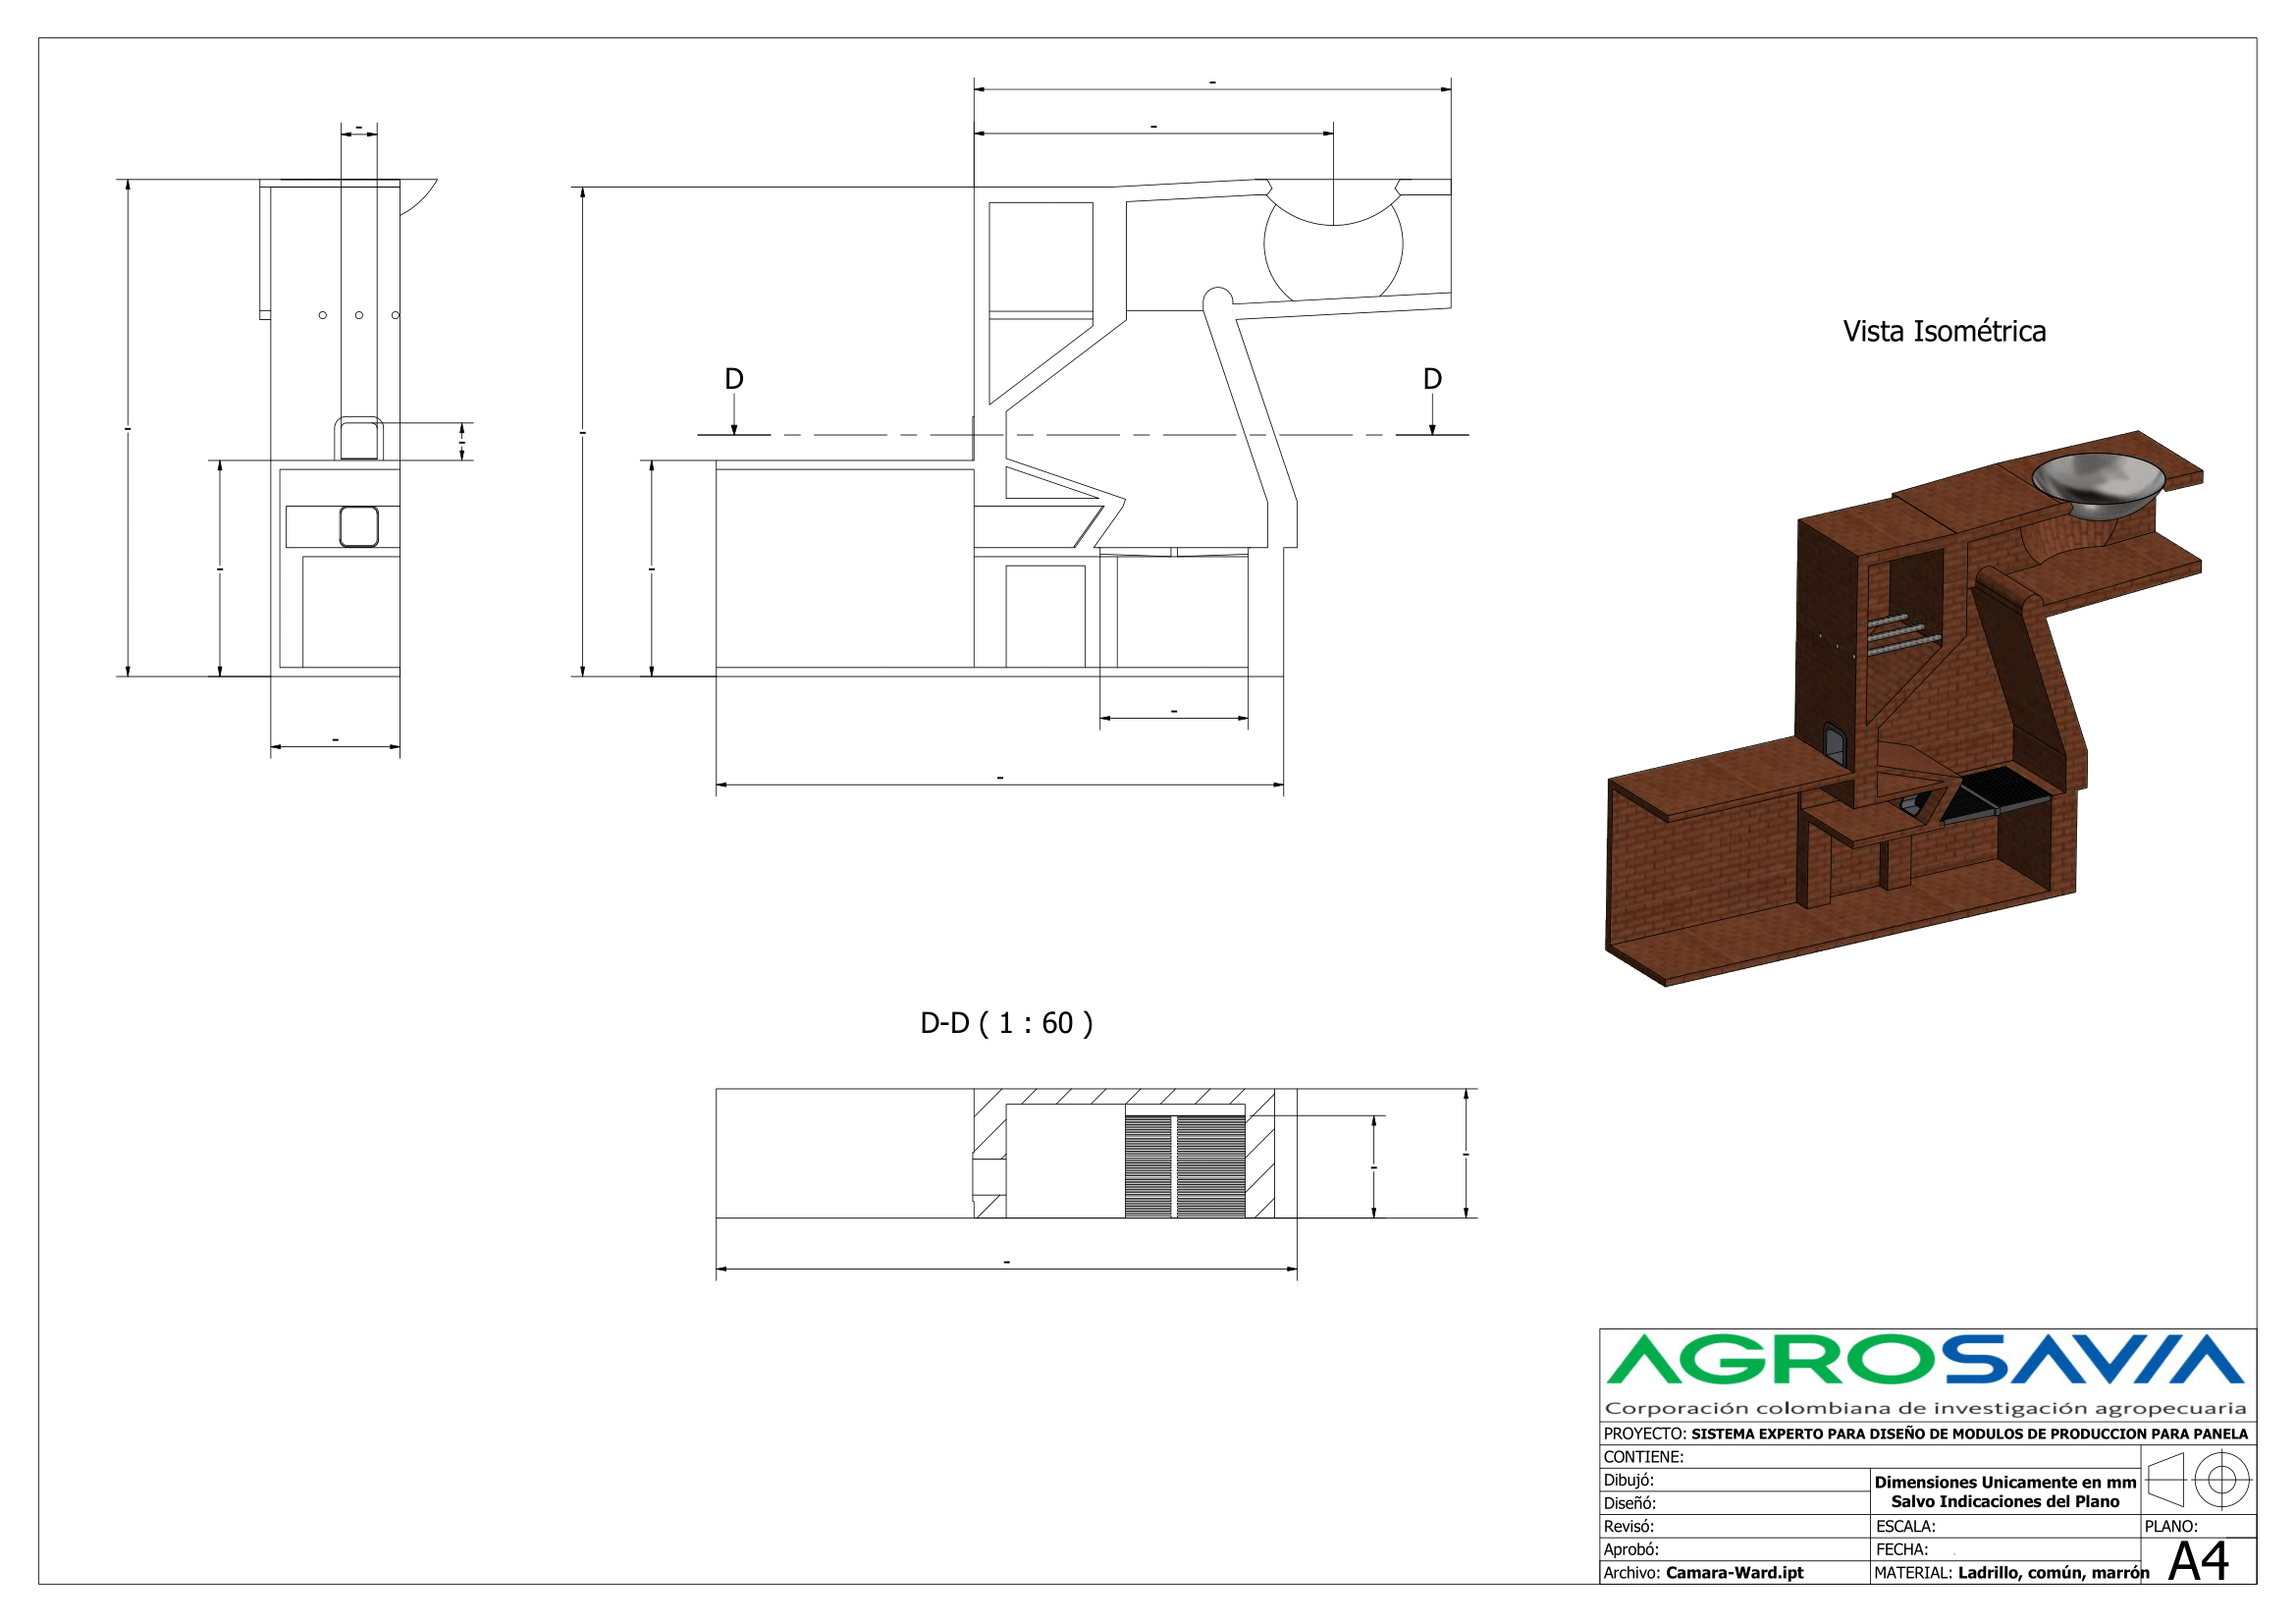 -
-
-
-
-
-
-
-
-
-
-
-
Vista Isométrica
D
D
D-D ( 1 : 60 )
-
-
-
AGROSAVIA
Corporación colombiana de investigación agropecuaria
PROYECTO: SISTEMA EXPERTO PARA DISEÑO DE MODULOS DE PRODUCCION PARA PANELA
CONTIENE:
Dibujó:
Dimensiones Unicamente en mm
Salvo Indicaciones del Plano
Diseñó:
Revisó:
ESCALA:
PLANO:
Aprobó:
FECHA:
A4
Archivo: Camara-Ward.ipt
MATERIAL: Ladrillo, común, marrón